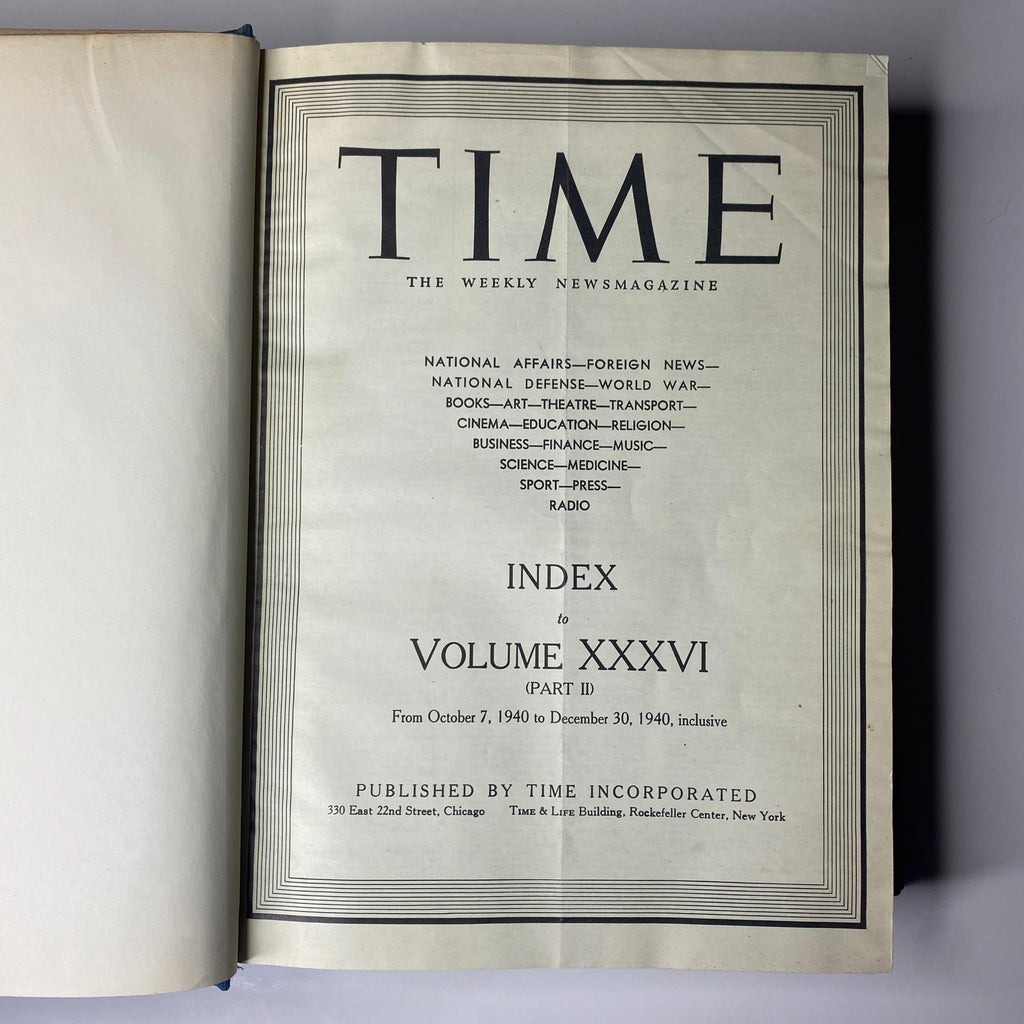 TIME
THE WEEKLY NEWSMAGAZINE
NATIONAL AFFAIRS—FOREIGN NEWS—
NATIONAL DEFENSE—WORLD WAR—
BOOKS—ART—THEATRE—TRANSPORT—
CINEMA—EDUCATION—RELIGION—
BUSINESS—FINANCE—MUSIC—
SCIENCE—MEDICINE—
SPORT—PRESS—
RADIO
INDEX
to
VOLUME XXXVI
(PART II)
From October 7, 1940 to December 30, 1940, inclusive
PUBLISHED BY TIME INCORPORATED
330 East 22nd Street, Chicago TIME & LIFE Building, Rockefeller Center, New York